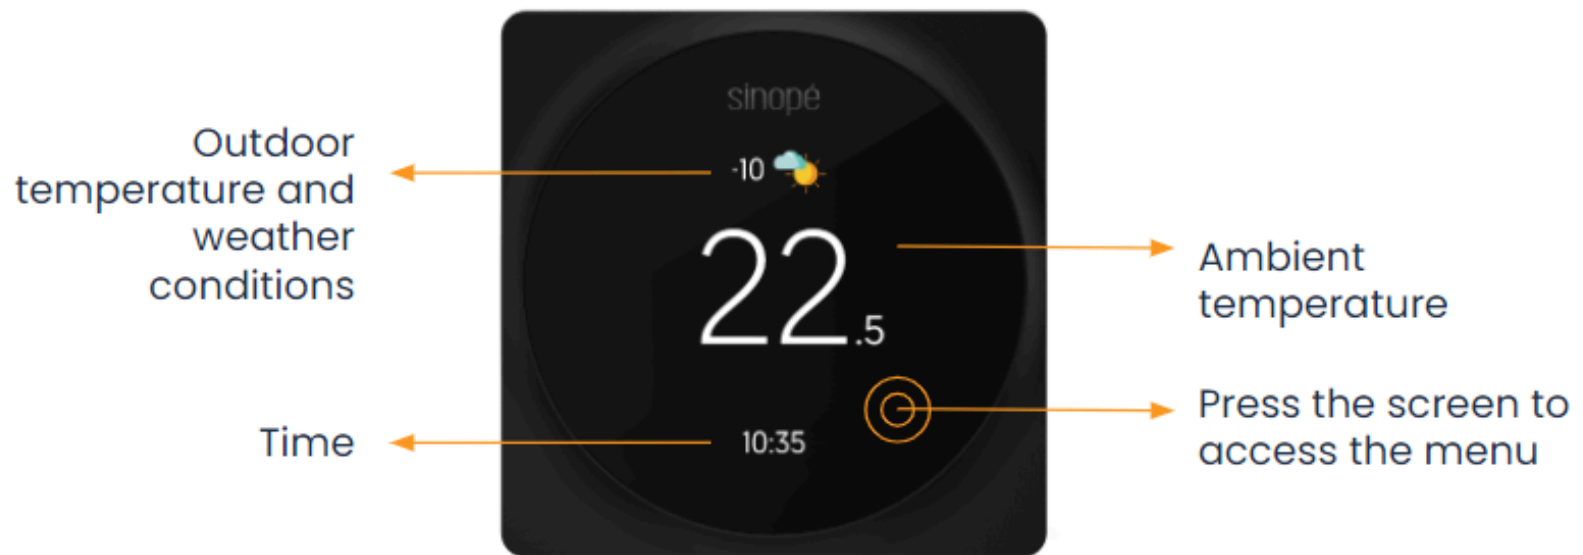 sinopé
Outdoor
temperature and
weather
conditions
-10
22.5
Ambient
temperature
Time
10:35
Press the screen to
access the menu